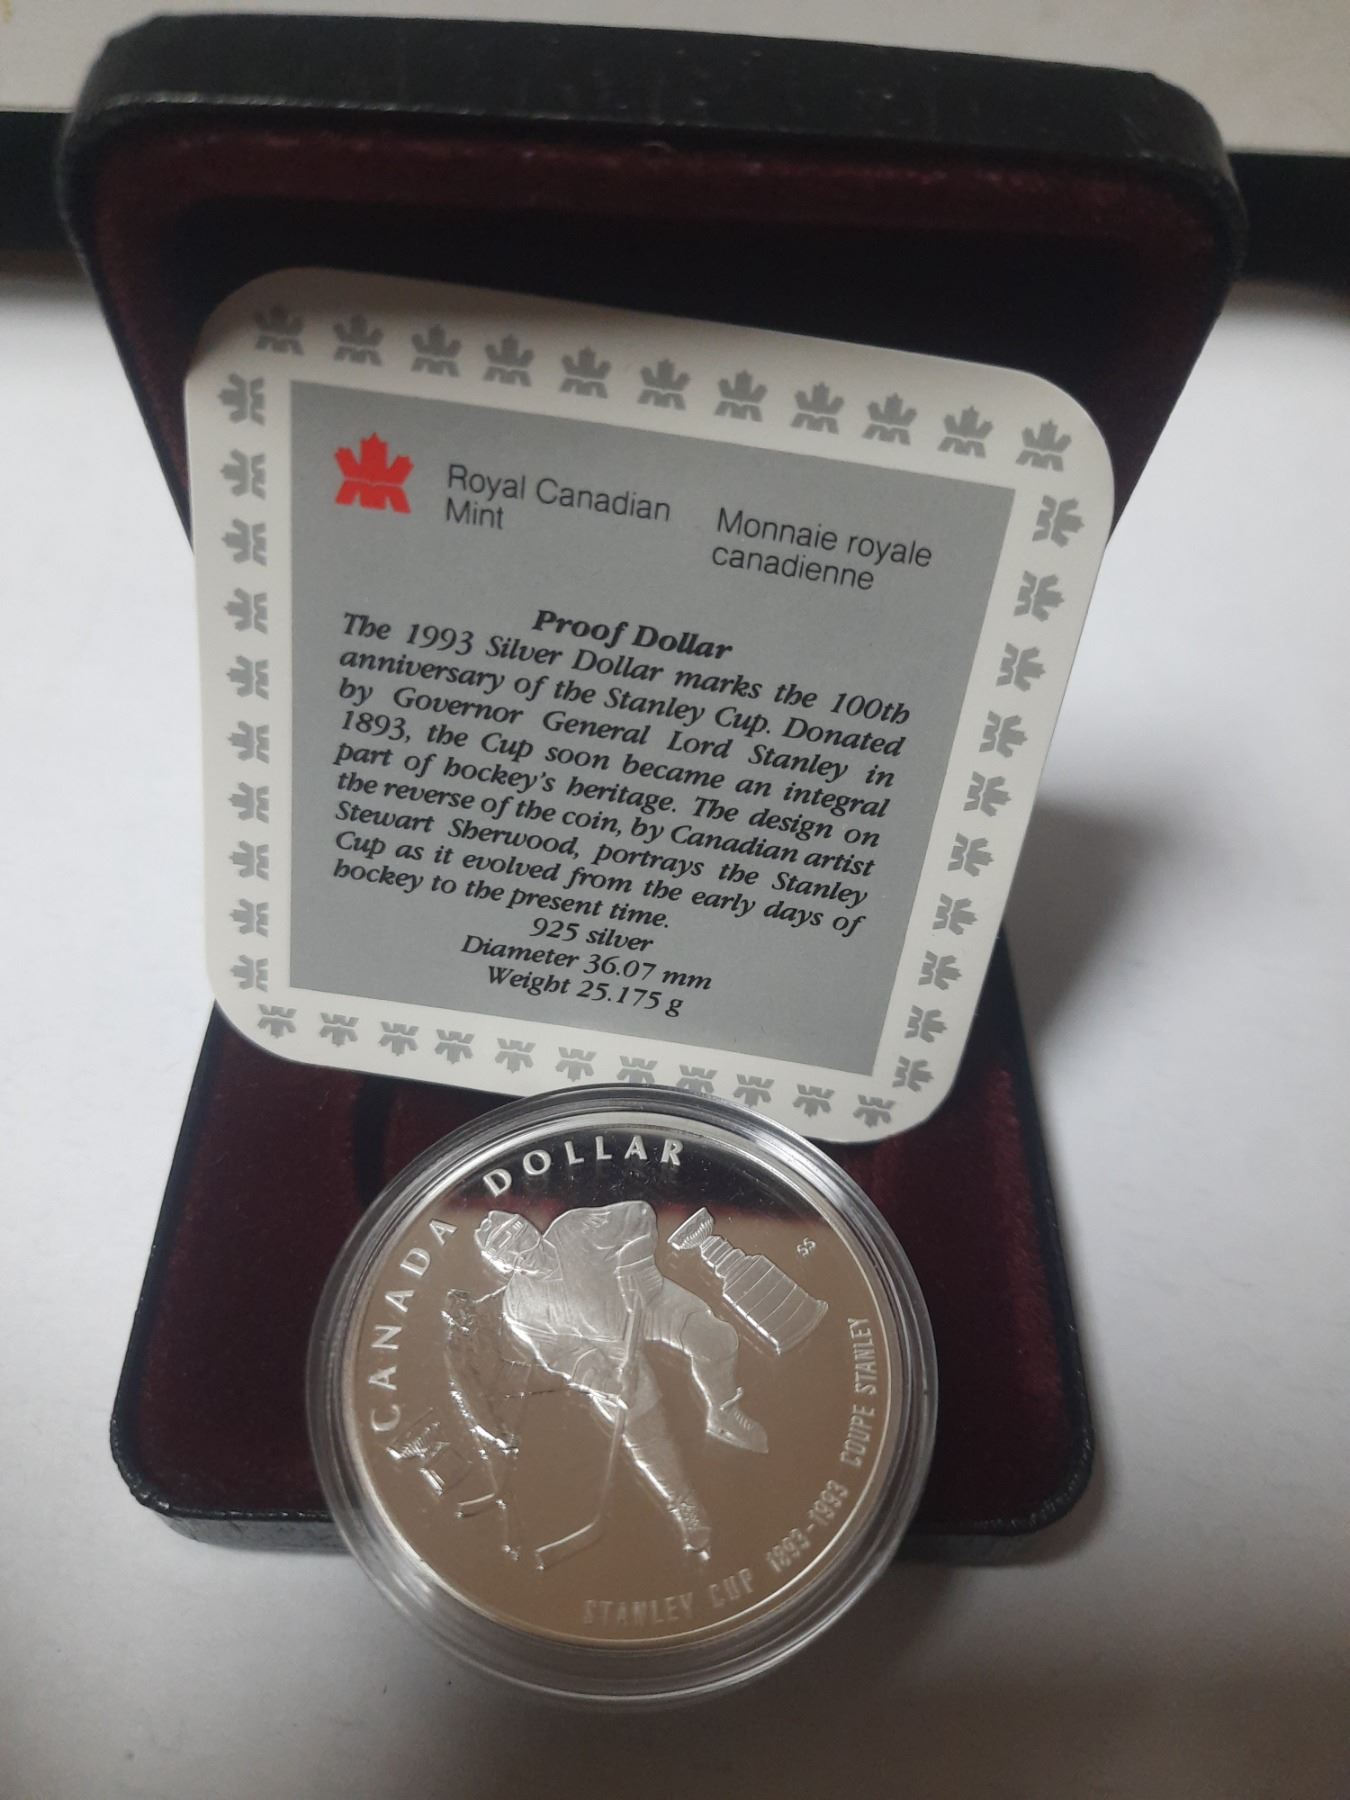 Royal Canadian
Mint
Monnaie royale
canadienne
Proof Dollar
The 1993 Silver Dollar marks the 100th
anniversary of the Stanley Cup. Donated
by Governor General Lord Stanley in
1893, the Cup soon became an integral
part of hockey's heritage. The design on
the reverse of the coin, by Canadian artist
Stewart Sherwood, portrays the Stanley
Cup as it evolved from the early days of
hockey to the present time.
925 silver
Diameter 36.07 mm
Weight 25.175 g
CANADA DOLLAR
SS
STANLEY CUP 1893-1993 COUPE STANLEY